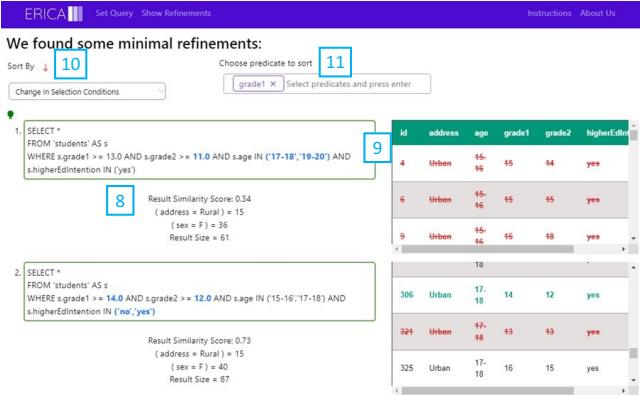 ERICA Set Query Show Refinements Instructions About Us
We found some minimal refinements:
Sort By ↓ 10
Choose predicate to sort 11
Change In Selection Conditions
grade1 × Select predicates and press enter
1. SELECT *
FROM 'students' AS s
WHERE s.grade1 >= 13.0 AND s.grade2 >= 11.0 AND s.age IN ('17-18','19-20') AND
s.higherEdIntention IN ('yes')
8
Result Similarity Score: 0.34
( address = Rural ) = 15
( sex = F ) = 36
Result Size = 61
9
id address age grade1 grade2 higherEdInt
4 Urban 15-16 15 14 yes
6 Urban 15-16 15 15 yes
9 Urban 15-16 16 18 yes
2. SELECT *
FROM 'students' AS s
WHERE s.grade1 >= 14.0 AND s.grade2 >= 12.0 AND s.age IN ('15-16','17-18') AND
s.higherEdIntention IN ('no','yes')
Result Similarity Score: 0.73
( address = Rural ) = 15
( sex = F ) = 40
Result Size = 87
18
306 Urban 17-18 14 12 yes
321 Urban 17-18 13 13 yes
325 Urban 17-18 16 15 yes